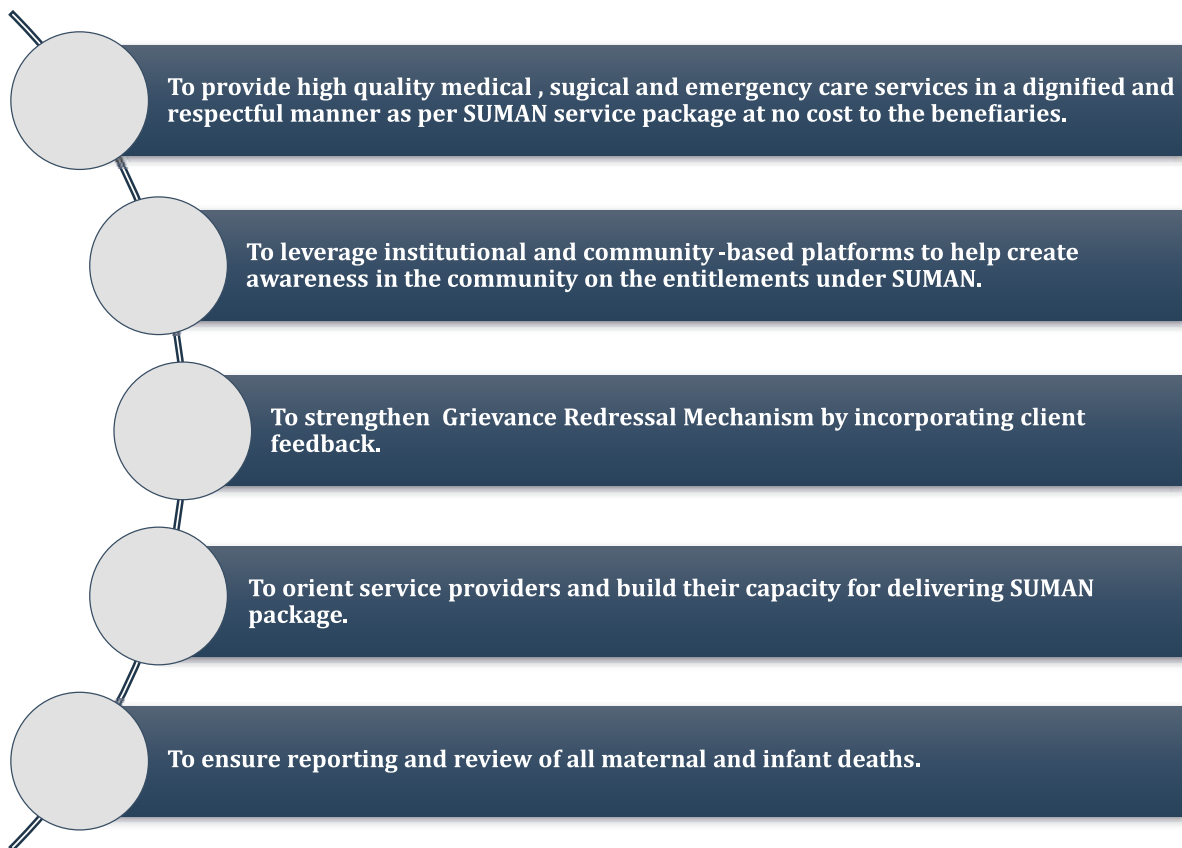 To provide high quality medical , sugical and emergency care services in a dignified and
respectful manner as per SUMAN service package at no cost to the benefiaries.
To leverage institutional and community -based platforms to help create
awareness in the community on the entitlements under SUMAN.
To strengthen  Grievance Redressal Mechanism by incorporating client
feedback.
To orient service providers and build their capacity for delivering SUMAN
package.
To ensure reporting and review of all maternal and infant deaths.